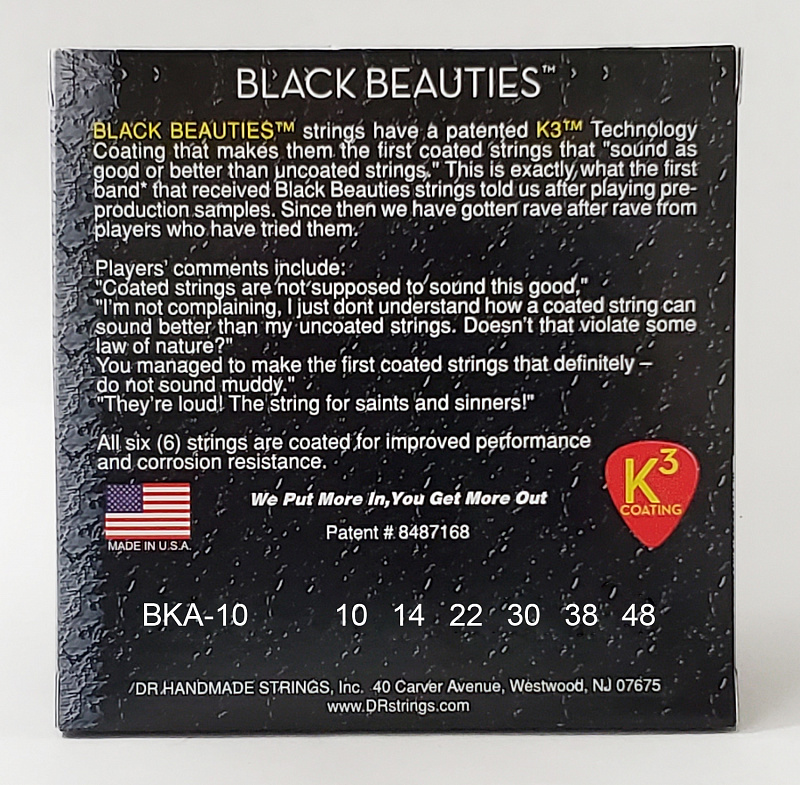 BLACK BEAUTIES™
BLACK BEAUTIES™ strings have a patented K3™ Technology
Coating that makes them the first coated strings that "sound as
good or better than uncoated strings." This is exactly what the first
band* that received Black Beauties strings told us after playing pre-
production samples. Since then we have gotten rave after rave from
players who have tried them.
Players' comments include:
"Coated strings are not supposed to sound this good,"
"I'm not complaining, I just dont understand how a coated string can
sound better than my uncoated strings. Doesn't that violate some
law of nature?"
You managed to make the first coated strings that definitely –
do not sound muddy."
"They're loud! The string for saints and sinners!"
All six (6) strings are coated for improved performance
and corrosion resistance.
K3
COATING
We Put More In,You Get More Out
Patent # 8487168
MADE IN U.S.A.
BKA-10 10 14 22 30 38 48
DR HANDMADE STRINGS, Inc. 40 Carver Avenue, Westwood, NJ 07675
www.DRstrings.com